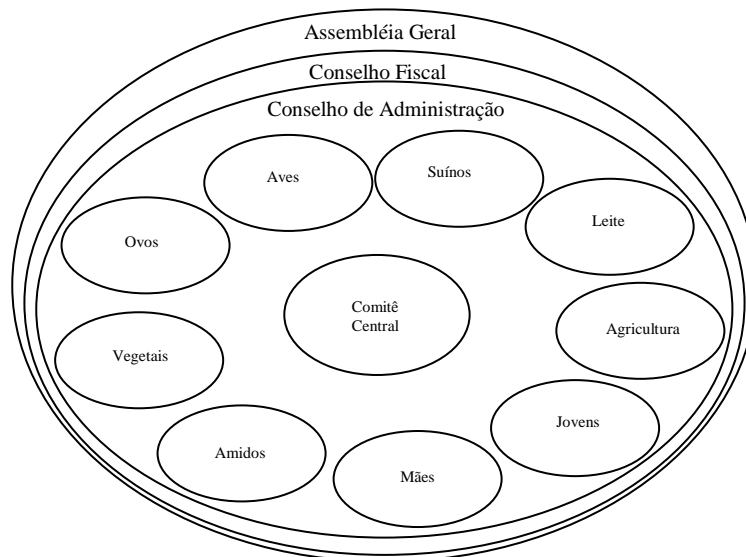 Assembléia Geral
Conselho Fiscal
Conselho de Administração
Aves
Suínos
Leite
Ovos
Comitê
Central
Agricultura
Vegetais
Jovens
Amidos
Mães